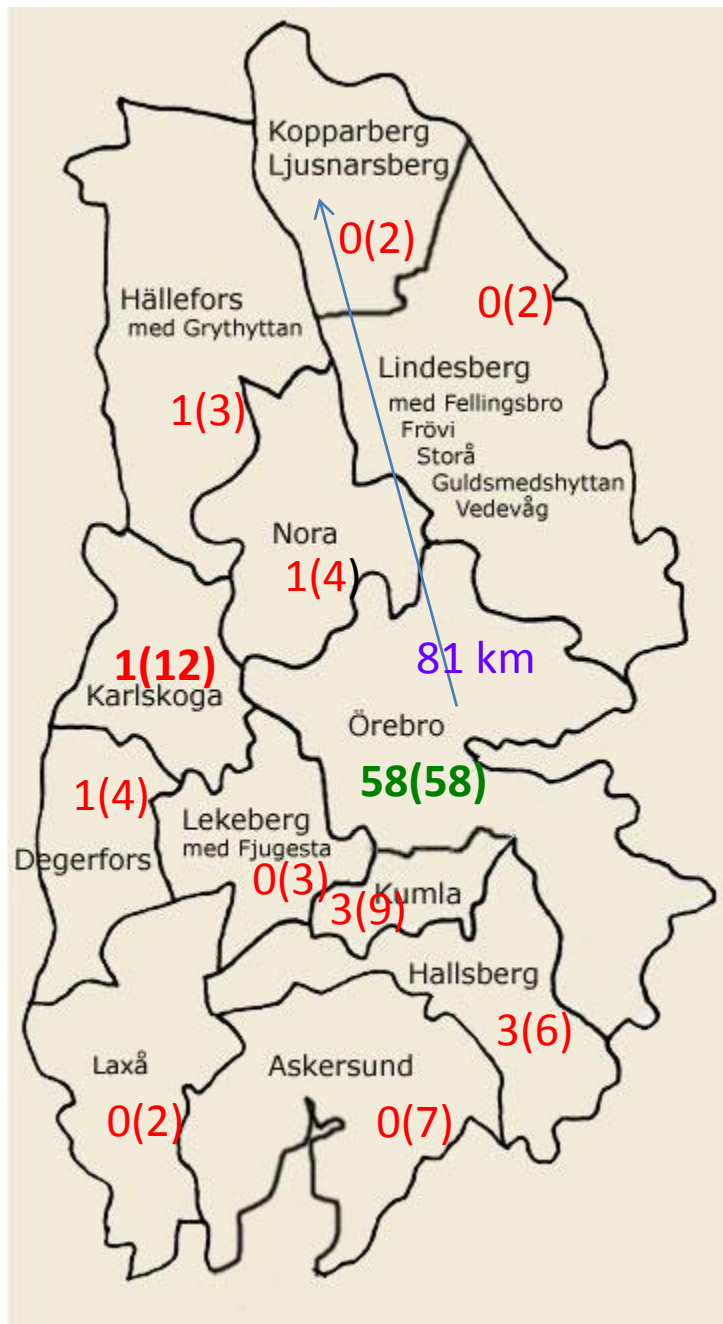 Kopparberg
Ljusnarsberg
0(2)
0(2)
Hällefors
med Grythyttan
1(3)
Lindesberg
med Fellingsbro
Frövi
Storå
Guldsmedshyttan
Vedevåg
Nora
1(4)
1(12)
Karlskoga
81 km
Örebro
58(58)
1(4)
Degerfors
Lekeberg
med Fjugesta
0(3)
Kumla
3(9)
Hallsberg
3(6)
Laxå
0(2)
Askersund
0(7)